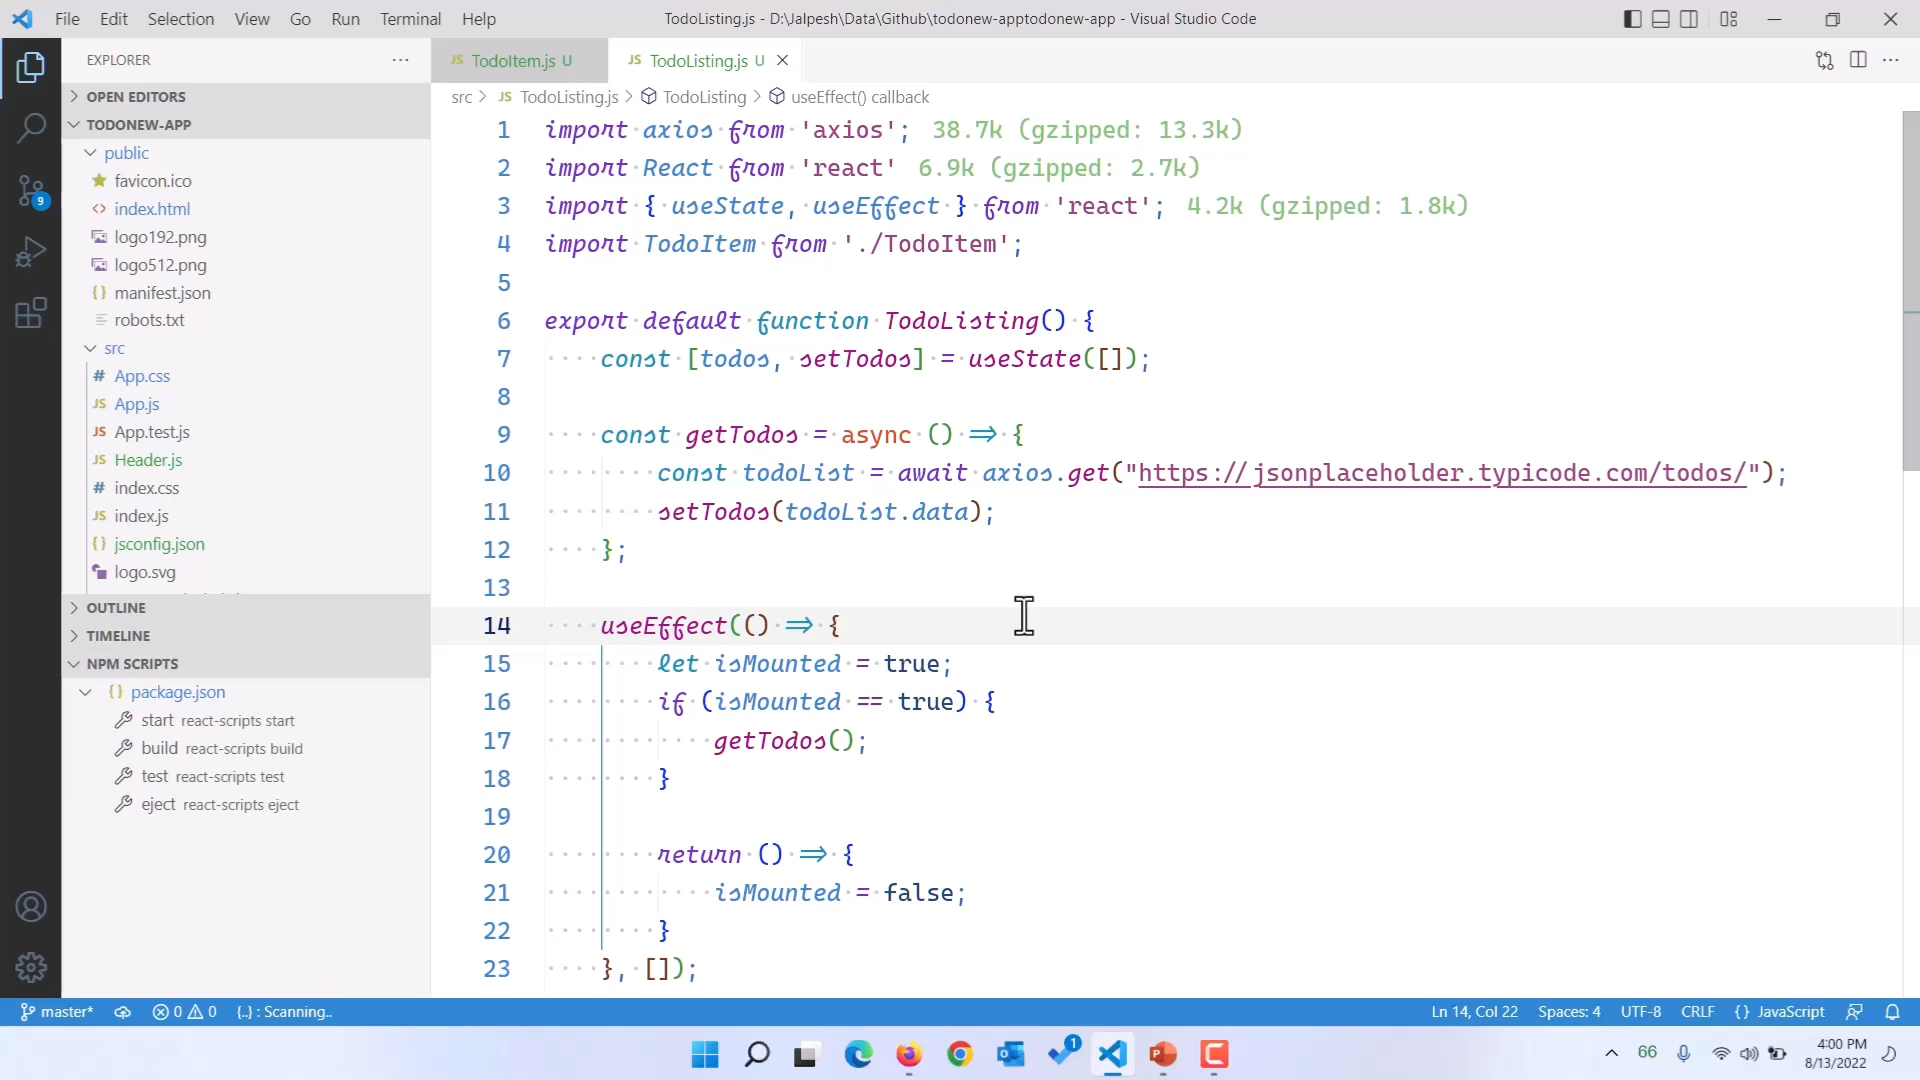 File Edit Selection View Go Run Terminal Help
TodoListing.js - D:\Jalpesh\Data\Github\todonew-apptodonew-app - Visual Studio Code
EXPLORER
OPEN EDITORS
TODONEW-APP
public
favicon.ico
index.html
logo192.png
logo512.png
manifest.json
robots.txt
src
App.css
App.js
App.test.js
Header.js
index.css
index.js
jsconfig.json
logo.svg
OUTLINE
TIMELINE
NPM SCRIPTS
package.json
start react-scripts start
build react-scripts build
test react-scripts test
eject react-scripts eject
9
JS TodoItem.js U
JS TodoListing.js U
src > JS TodoListing.js > TodoListing > useEffect() callback
1 import axios from 'axios'; 38.7k (gzipped: 13.3k)
2 import React from 'react' 6.9k (gzipped: 2.7k)
3 import { useState, useEffect } from 'react'; 4.2k (gzipped: 1.8k)
4 import TodoItem from './TodoItem';
5
6 export default function TodoListing() {
7 const [todos, setTodos] = useState([]);
8
9 const getTodos = async () => {
10 const todoList = await axios.get("https://jsonplaceholder.typicode.com/todos/");
11 setTodos(todoList.data);
12 };
13
14 useEffect(() => {
15 let isMounted = true;
16 if (isMounted == true) {
17 getTodos();
18 }
19
20 return () => {
21 isMounted = false;
22 }
23 }, []);
master* 0 0 {..} : Scanning..
Ln 14, Col 22 Spaces: 4 UTF-8 CRLF {} JavaScript
1
66
4:00 PM
8/13/2022